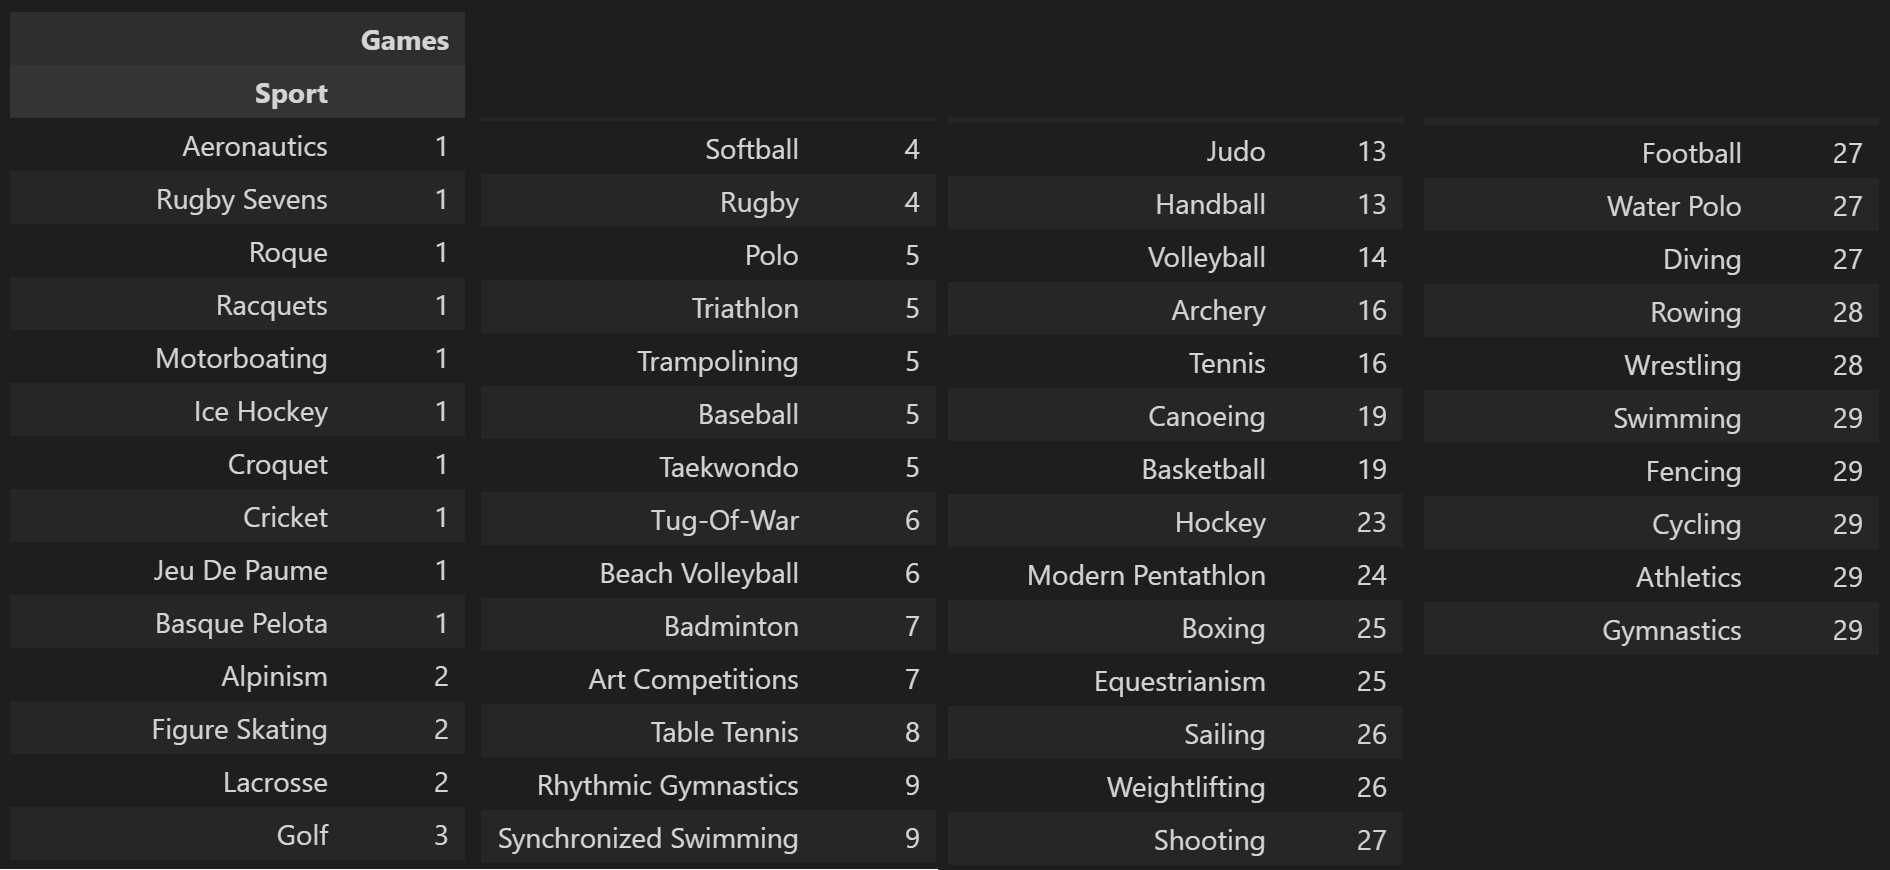 Games
Sport
Aeronautics 1
Rugby Sevens 1
Roque 1
Racquets 1
Motorboating 1
Ice Hockey 1
Croquet 1
Cricket 1
Jeu De Paume 1
Basque Pelota 1
Alpinism 2
Figure Skating 2
Lacrosse 2
Golf 3
Softball 4
Rugby 4
Polo 5
Triathlon 5
Trampolining 5
Baseball 5
Taekwondo 5
Tug-Of-War 6
Beach Volleyball 6
Badminton 7
Art Competitions 7
Table Tennis 8
Rhythmic Gymnastics 9
Synchronized Swimming 9
Judo 13
Handball 13
Volleyball 14
Archery 16
Tennis 16
Canoeing 19
Basketball 19
Hockey 23
Modern Pentathlon 24
Boxing 25
Equestrianism 25
Sailing 26
Weightlifting 26
Shooting 27
Football 27
Water Polo 27
Diving 27
Rowing 28
Wrestling 28
Swimming 29
Fencing 29
Cycling 29
Athletics 29
Gymnastics 29